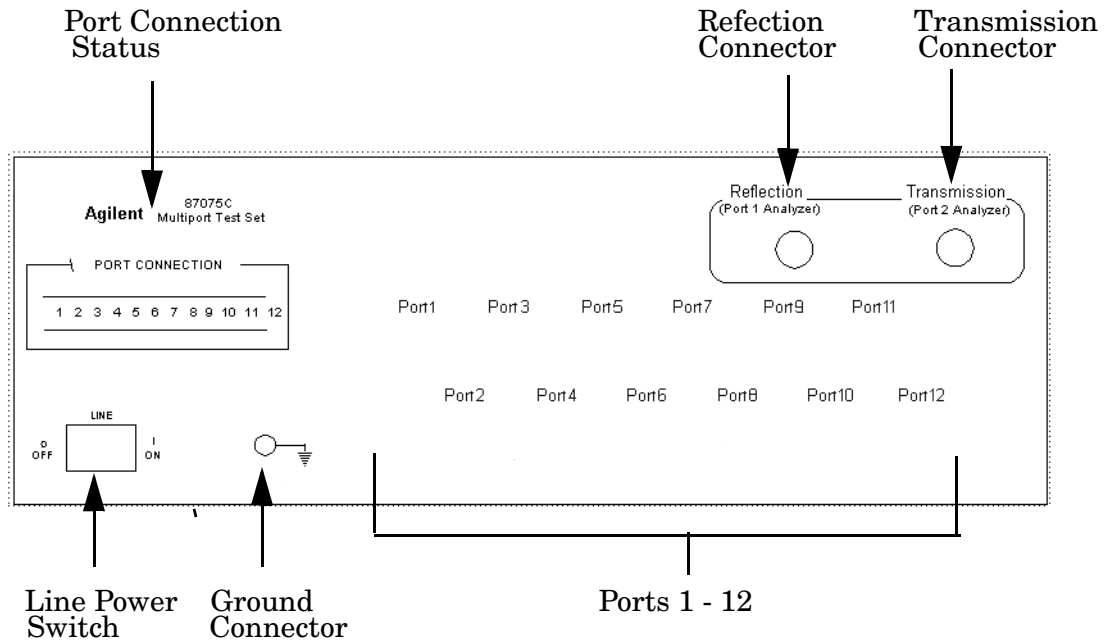 Port Connection
Status
Refection
Connector
Transmission
Connector
Agilent
87075C
Multiport Test Set
PORT CONNECTION
1 2 3 4 5 6 7 8 9 10 11 12
Reflection
(Port 1 Analyzer)
Transmission
(Port 2 Analyzer)
Port1 Port3 Port5 Port7 Port9 Port11
Port2 Port4 Port6 Port8 Port10 Port12
LINE
O
OFF
I
ON
Line Power
Switch
Ground
Connector
Ports 1 - 12